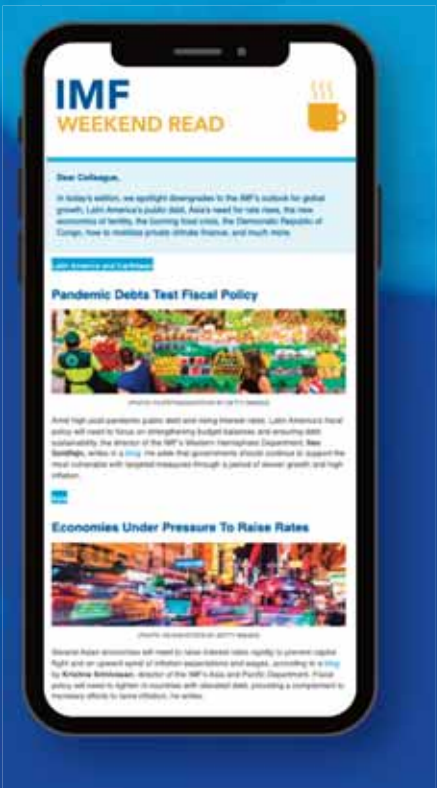 IMF
WEEKEND READ
Dear Colleague,
In today's edition, we spotlight downgrades to the IMF's outlook for global
growth, Latin America's public debt, Asia's need for rate rises, the new
economics of fertility, the looming food crisis, the Democratic Republic of
Congo, how to mobilize private climate finance, and much more.
Latin America and Caribbean
Pandemic Debts Test Fiscal Policy
Amid high post-pandemic public debt and rising interest rates, Latin America's fiscal
policy will need to focus on strengthening budget balances and ensuring debt
sustainability, the director of the IMF's Western Hemisphere Department,
writes in a blog. He adds that governments should continue to support the
most vulnerable with targeted measures through a period of slower growth and high
inflation.
Economies Under Pressure To Raise Rates
Several Asian economies will need to raise interest rates rapidly to prevent capital
flight and an upward spiral of inflation expectations and wages, according to a blog
by Krishna Srinivasan, director of the IMF's Asia and Pacific Department. Fiscal
policy will need to tighten in countries with elevated debt, providing a complement to
monetary efforts to tame inflation, he writes.